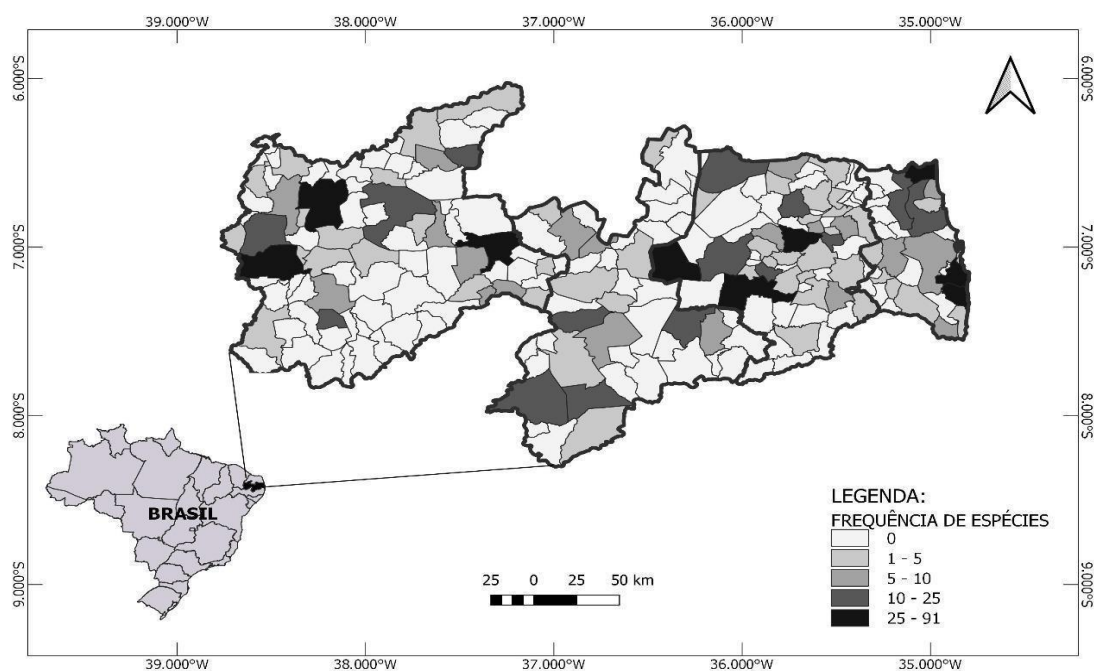 39.000°W 38.000°W 37.000°W 36.000°W 35.000°W
6.000°S 6.000°S
7.000°S 7.000°S
8.000°S 8.000°S
BRASIL
LEGENDA:
FREQUÊNCIA DE ESPÉCIES
0
1 - 5
5 - 10
10 - 25
25 - 91
25 0 25 50 km
9.000°S 9.000°S
39.000°W 38.000°W 37.000°W 36.000°W 35.000°W